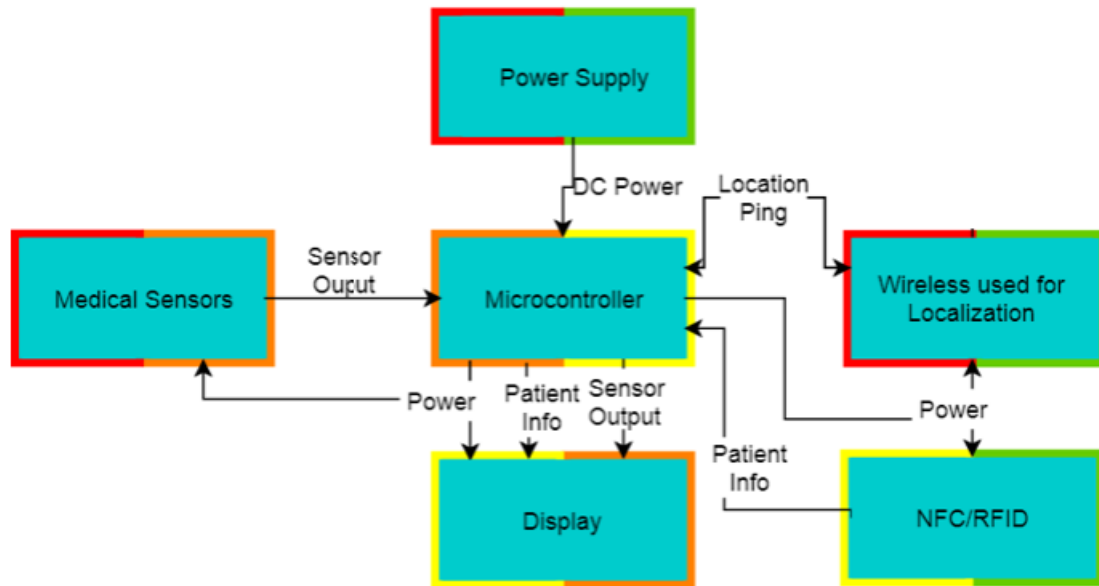 Power Supply
DC Power
Location
Ping
Sensor
Ouput
Medical Sensors
Microcontroller
Wireless used for
Localization
Power
Patient
Info
Sensor
Output
Power
Patient
Info
Display
NFC/RFID